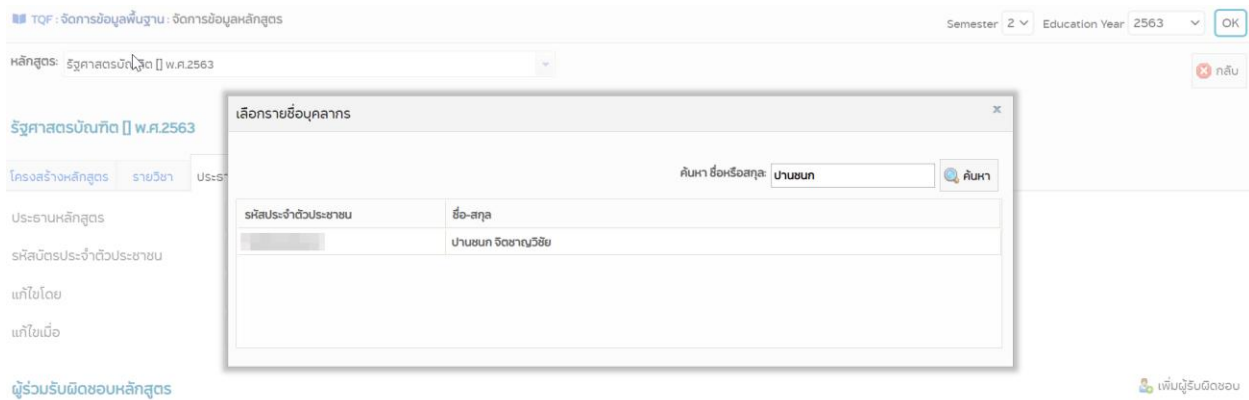 TQF : จัดการข้อมูลพื้นฐาน : จัดการข้อมูลหลักสูตร
Semester 2 Education Year 2563 OK
หลักสูตร: รัฐศาสตรบัณฑิต [] พ.ศ.2563
กลับ
เลือกรายชื่อบุคลากร x
รัฐศาสตรบัณฑิต [] พ.ศ.2563
โครงสร้างหลักสูตร รายวิชา
ค้นหา ชื่อหรือสกุล: ปานชนก ค้นหา
รหัสประจำตัวประชาชน ชื่อ-สกุล
ปานชนก จิตชาญวิชัย
ประธานหลักสูตร
รหัสบัตรประจำตัวประชาชน
แก้ไขโดย
แก้ไขเมื่อ
ผู้ร่วมรับผิดชอบหลักสูตร
เพิ่มผู้รับผิดชอบ